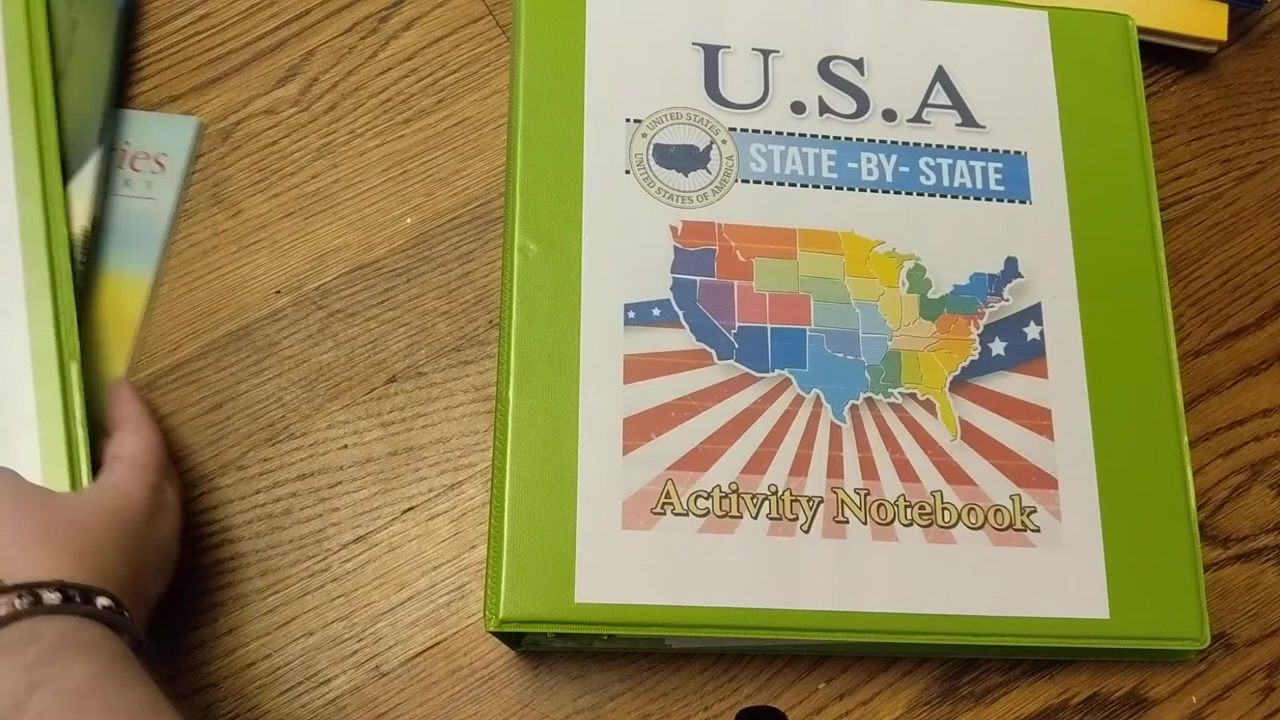 U.S.A
UNITED STATES
UNITED STATES OF AMERICA
STATE -BY- STATE
Activity Notebook